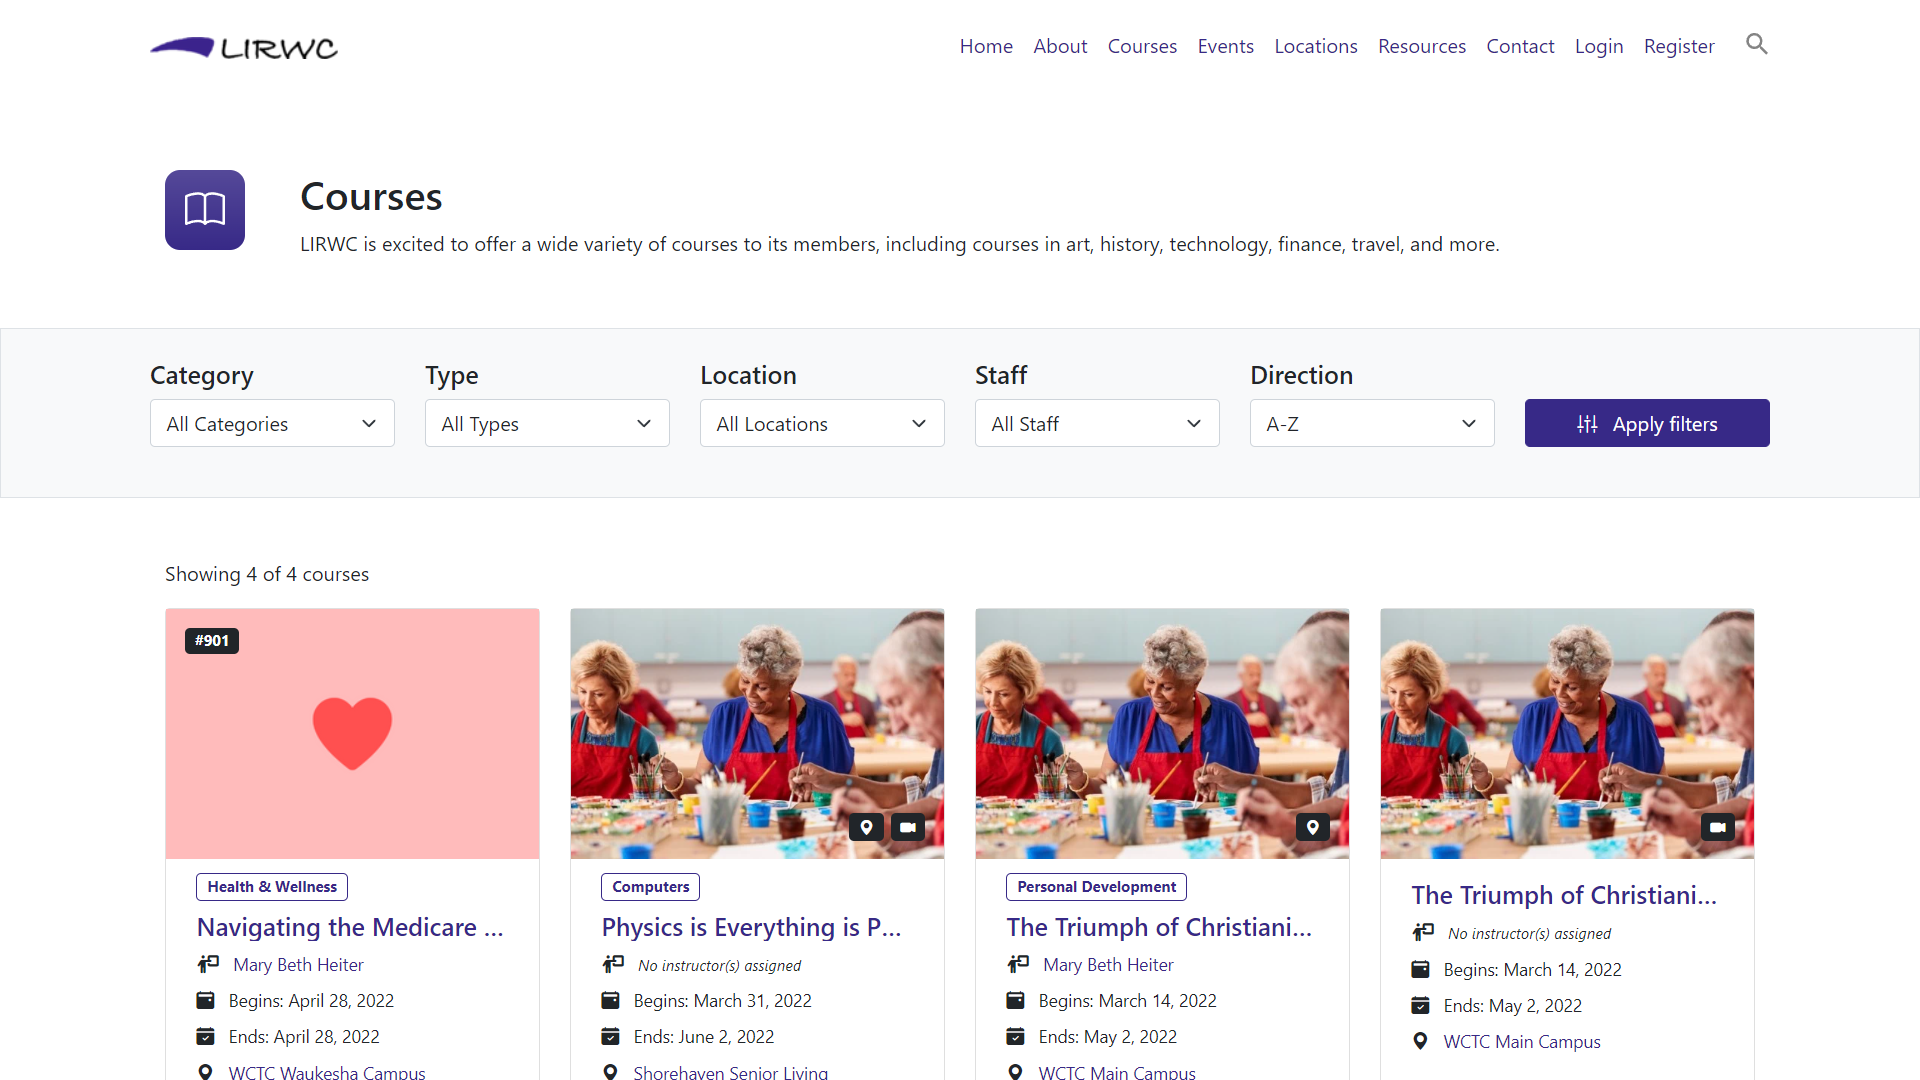 LIRWC
Home About Courses Events Locations Resources Contact Login Register
Courses
LIRWC is excited to offer a wide variety of courses to its members, including courses in art, history, technology, finance, travel, and more.
Category Type Location Staff Direction
All Categories All Types All Locations All Staff A-Z Apply filters
Showing 4 of 4 courses
#901
Health & Wellness
Navigating the Medicare ...
Mary Beth Heiter
Begins: April 28, 2022
Ends: April 28, 2022
WCTC Waukesha Campus
Computers
Physics is Everything is P...
No instructor(s) assigned
Begins: March 31, 2022
Ends: June 2, 2022
Shorehaven Senior Living
Personal Development
The Triumph of Christiani...
Mary Beth Heiter
Begins: March 14, 2022
Ends: May 2, 2022
WCTC Main Campus
The Triumph of Christiani...
No instructor(s) assigned
Begins: March 14, 2022
Ends: May 2, 2022
WCTC Main Campus